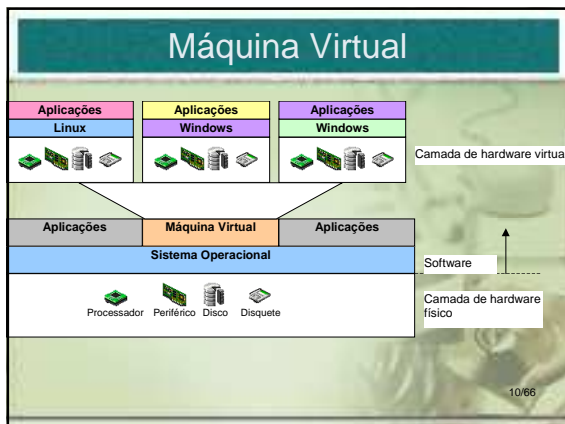 Máquina Virtual
Aplicações Aplicações Aplicações
Linux Windows Windows
Camada de hardware virtua
Aplicações Máquina Virtual Aplicações
Sistema Operacional
Software
Processador Periférico Disco Disquete
Camada de hardware
físico
10/66